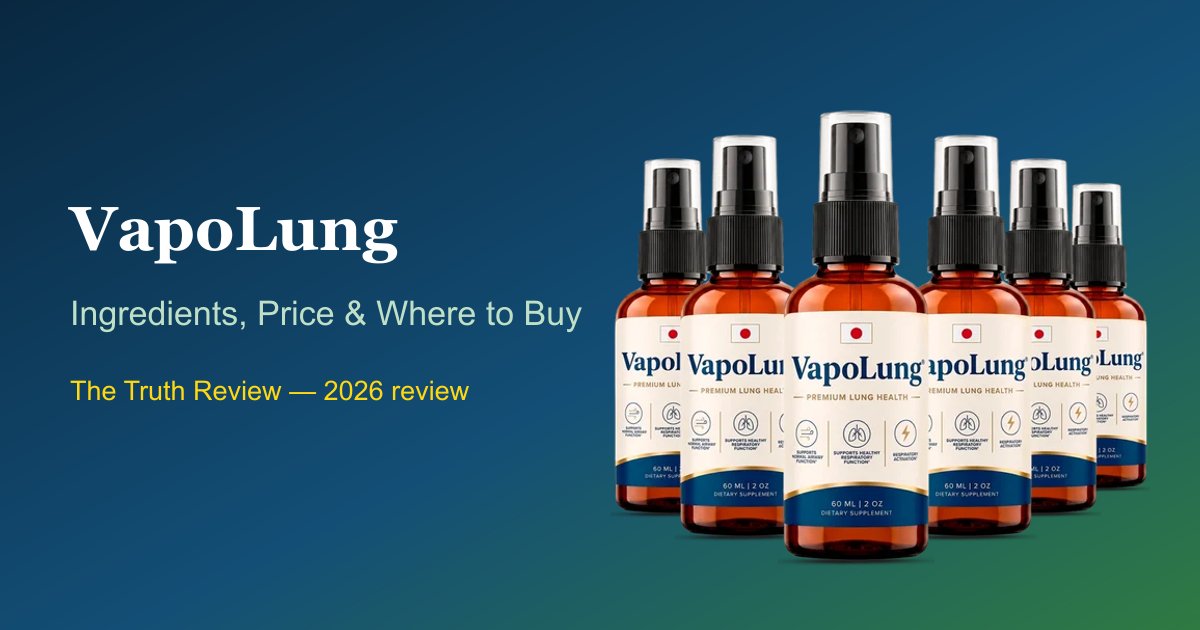 VapoLung
Ingredients, Price & Where to Buy
The Truth Review — 2026 review
VapoLung®
PREMIUM LUNG HEALTH
SUPPORTS
NORMAL AIRWAY
FUNCTION*
SUPPORTS HEALTHY
RESPIRATORY
FUNCTION*
RESPIRATORY
ACTIVATION*
60 ML | 2 OZ
DIETARY SUPPLEMENT